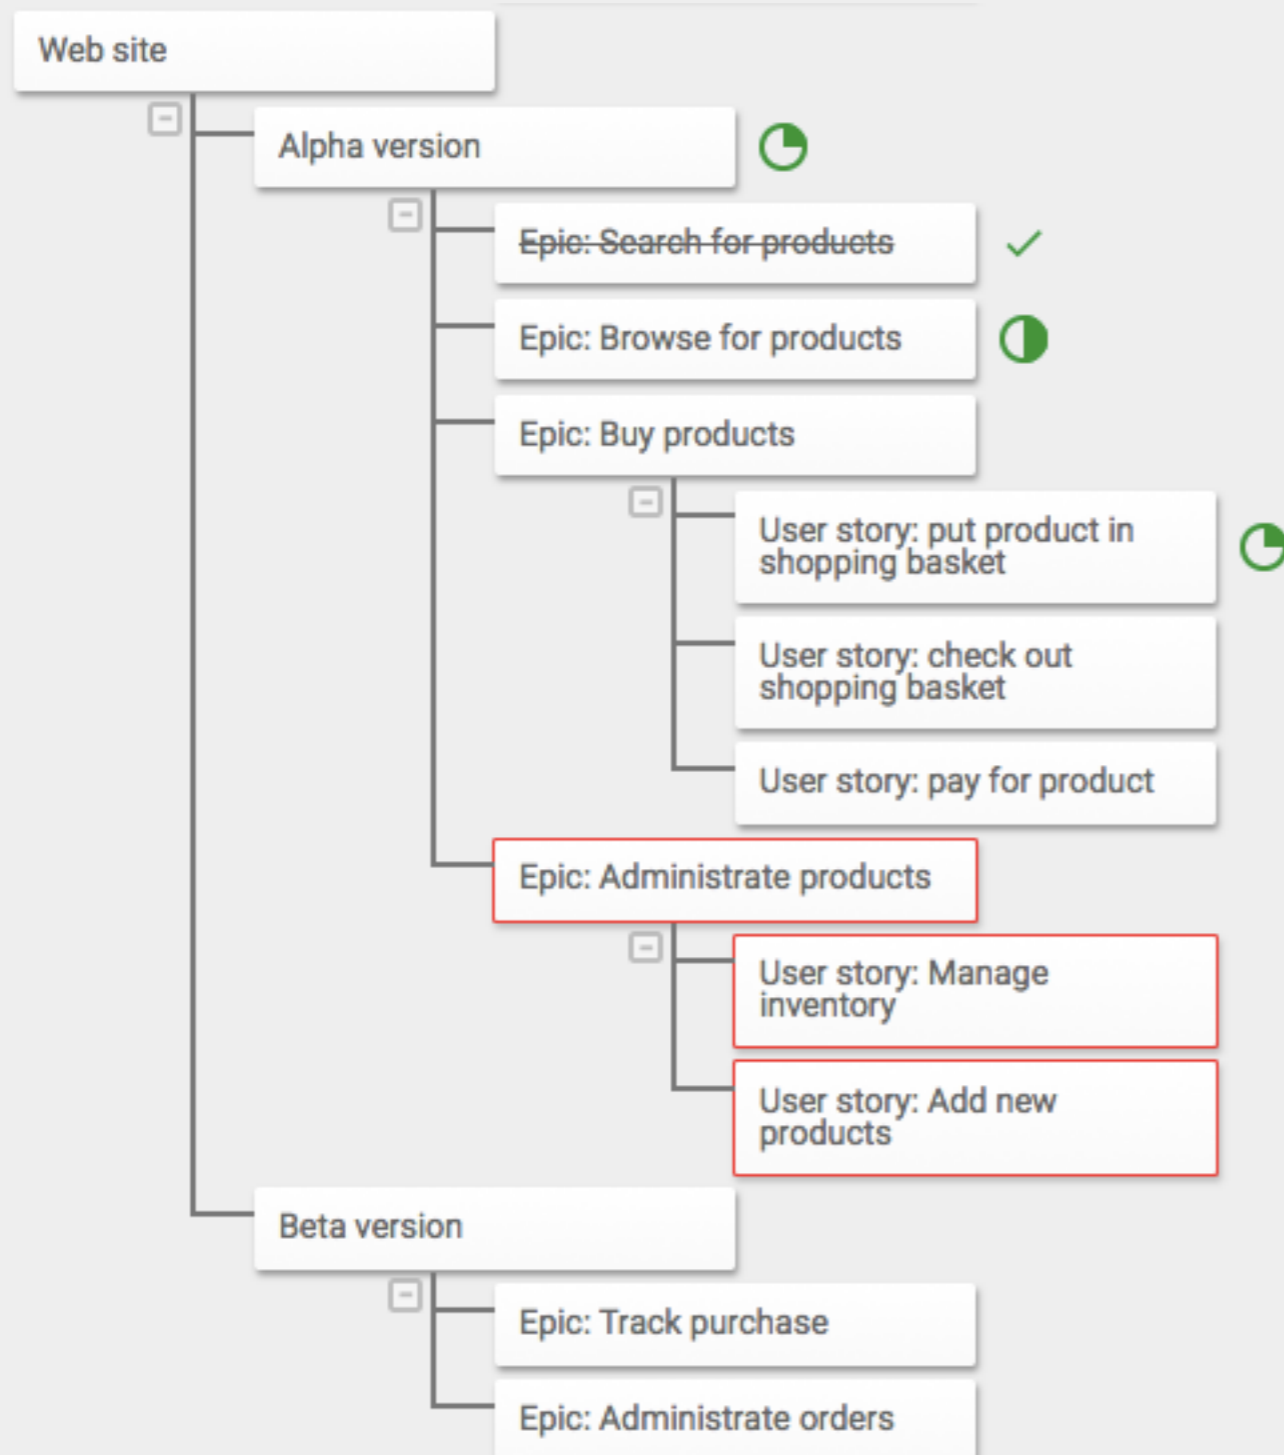 Web site
Alpha version
Epic: Search for products
Epic: Browse for products
Epic: Buy products
User story: put product in
shopping basket
User story: check out
shopping basket
User story: pay for product
Epic: Administrate products
User story: Manage
inventory
User story: Add new
products
Beta version
Epic: Track purchase
Epic: Administrate orders